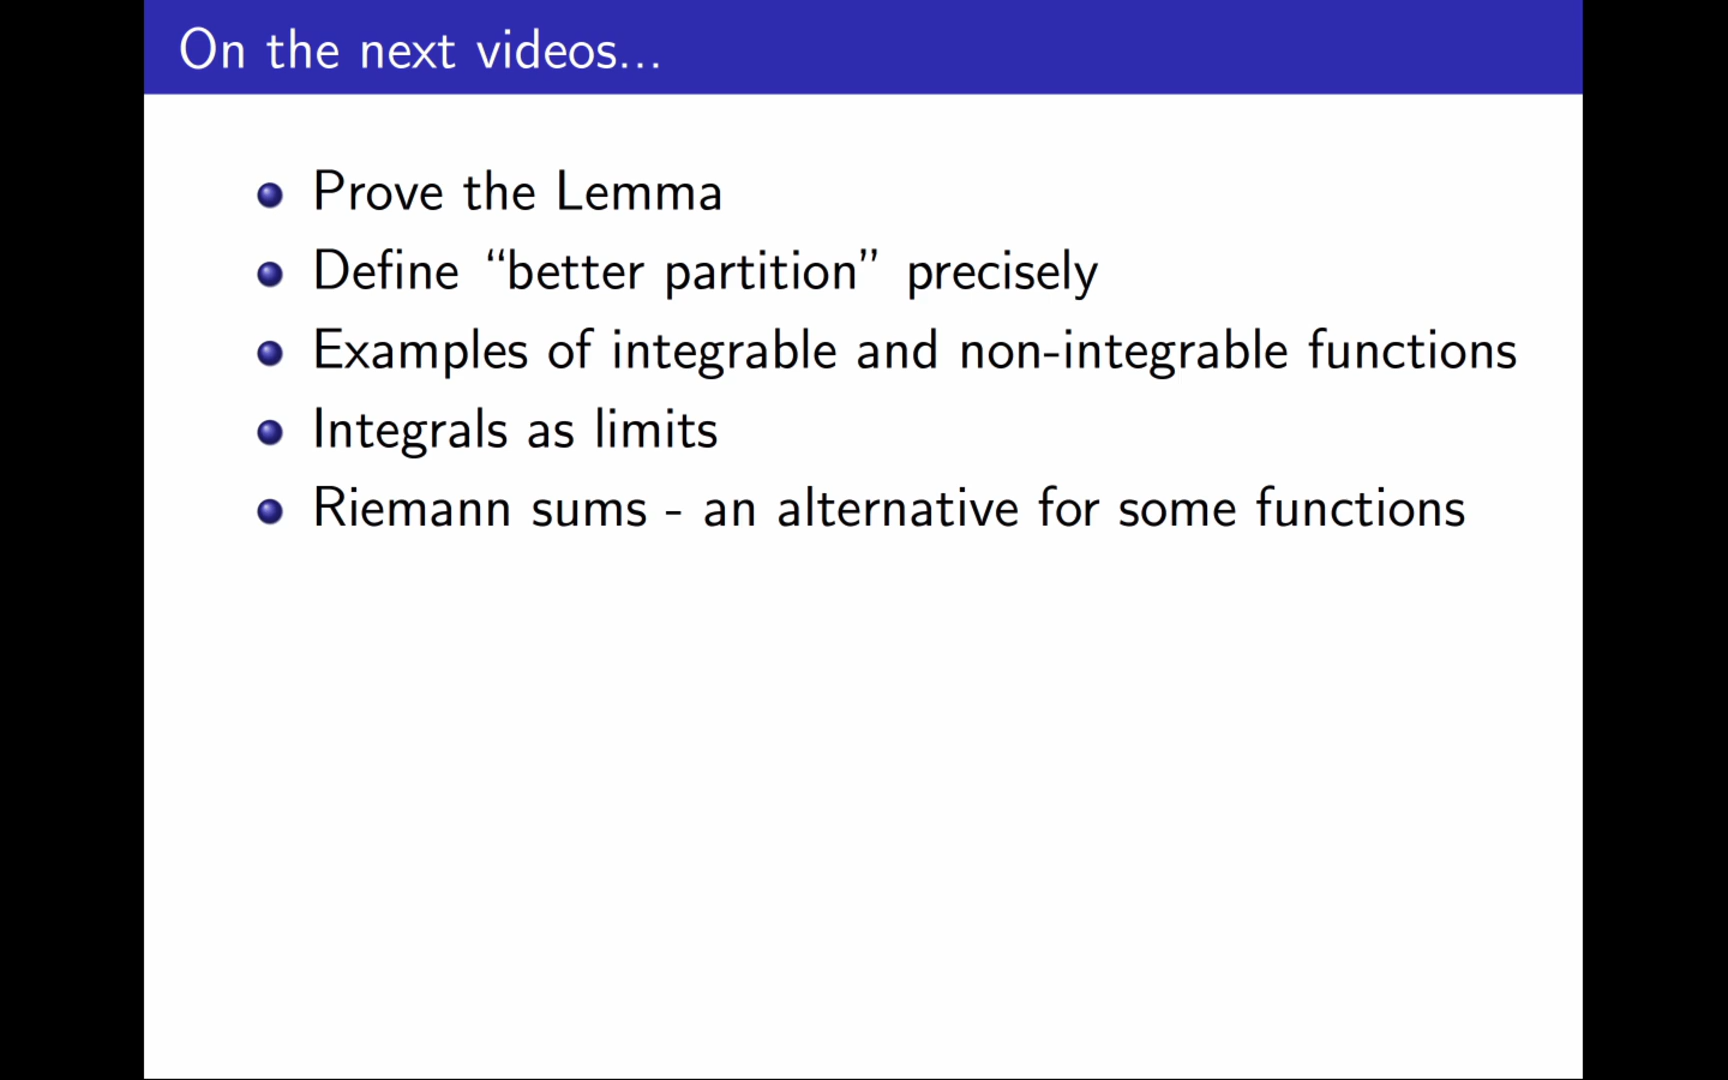 On the next videos...
Prove the Lemma
Define “better partition” precisely
Examples of integrable and non-integrable functions
Integrals as limits
Riemann sums - an alternative for some functions